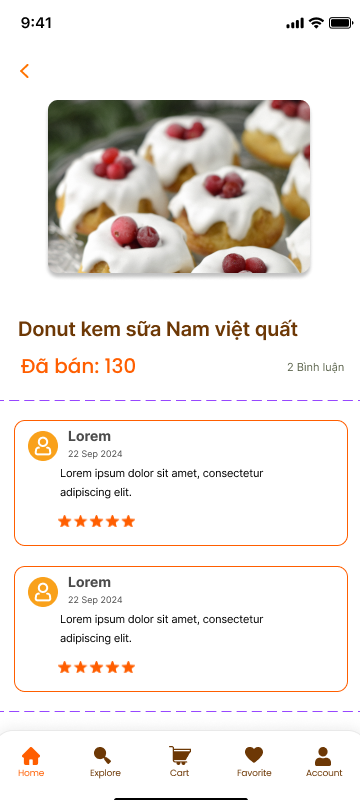 9:41
Donut kem sữa Nam việt quất
Đã bán: 130
2 Bình luận
Lorem
22 Sep 2024
Lorem ipsum dolor sit amet, consectetur
adipiscing elit.
Lorem
22 Sep 2024
Lorem ipsum dolor sit amet, consectetur
adipiscing elit.
Home Explore Cart Favorite Account